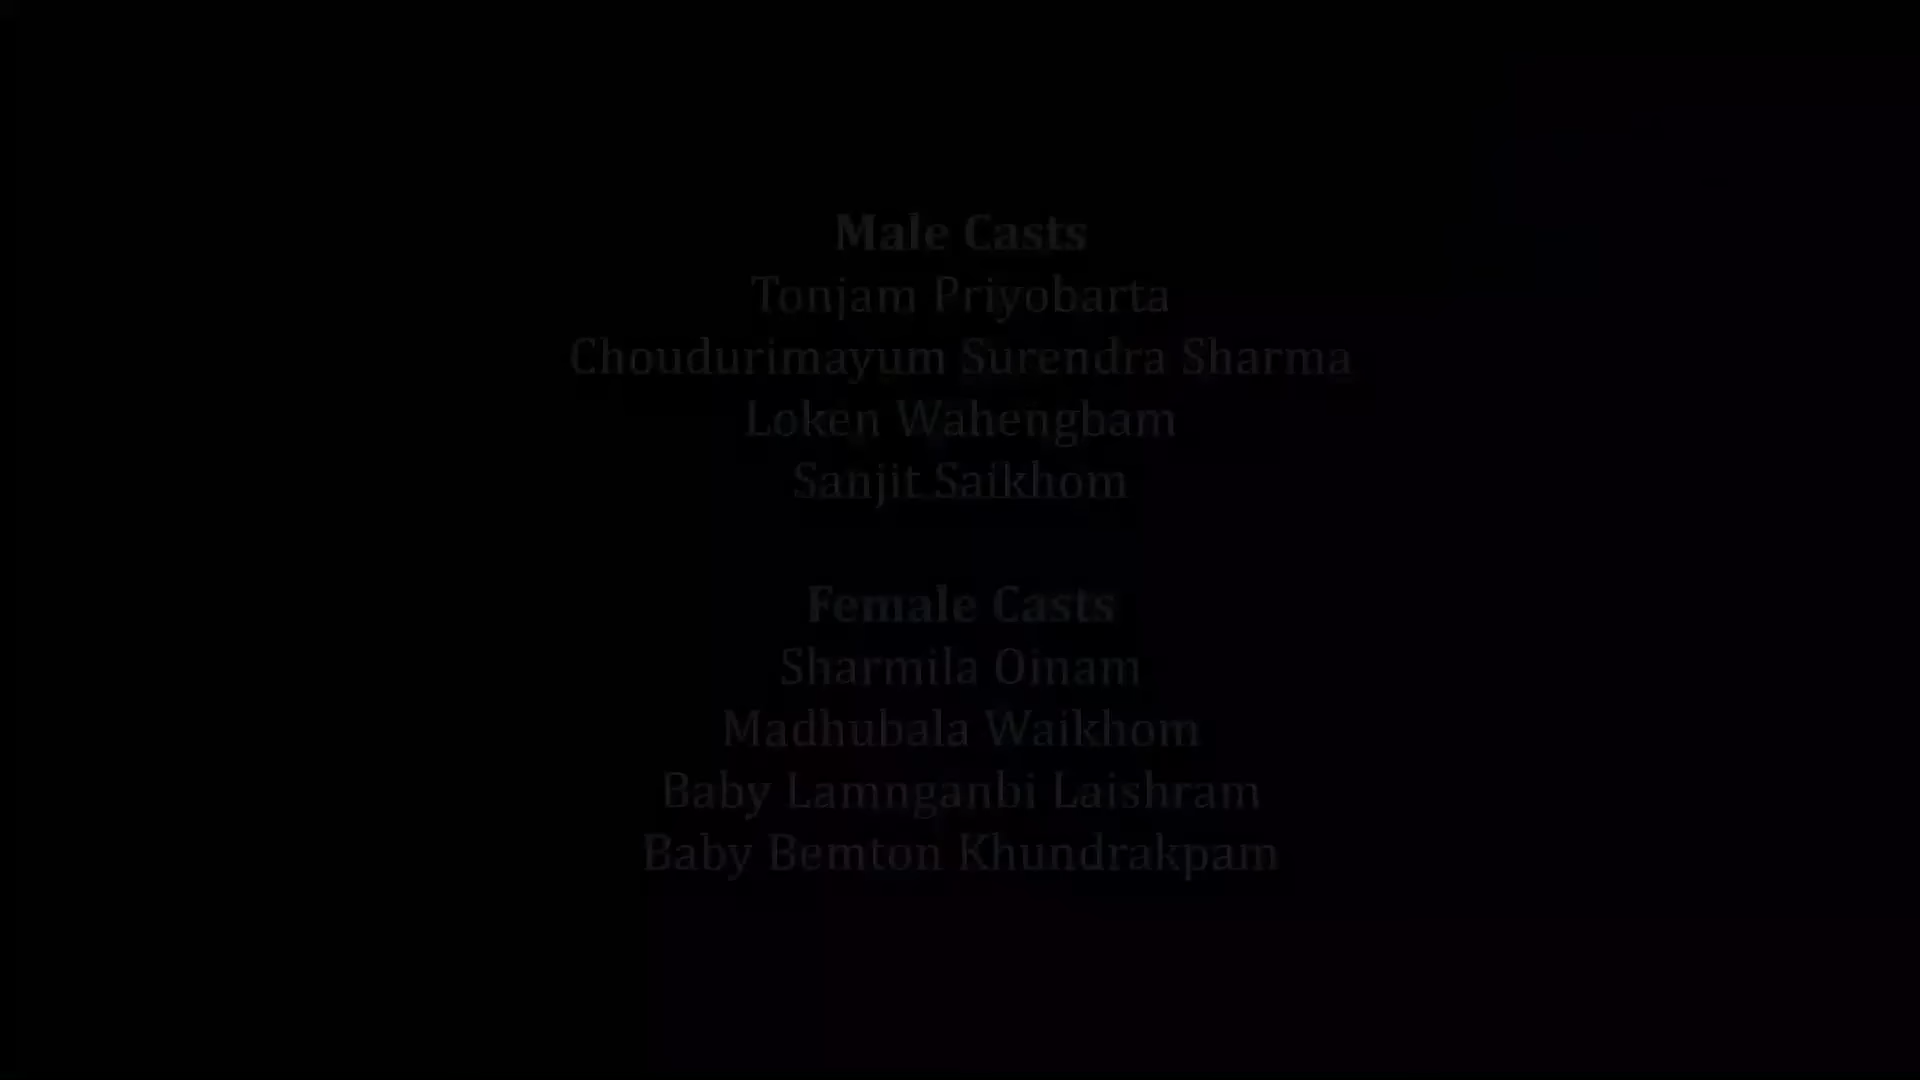 Male Casts
Tonjam Priyobarta
Choudurimayum Surendra Sharma
Loken Wahengbam
Sanjit Saikhom
Female Casts
Sharmila Oinam
Madhubala Waikhom
Baby Lamnganbi Laishram
Baby Bemton Khundrakpam